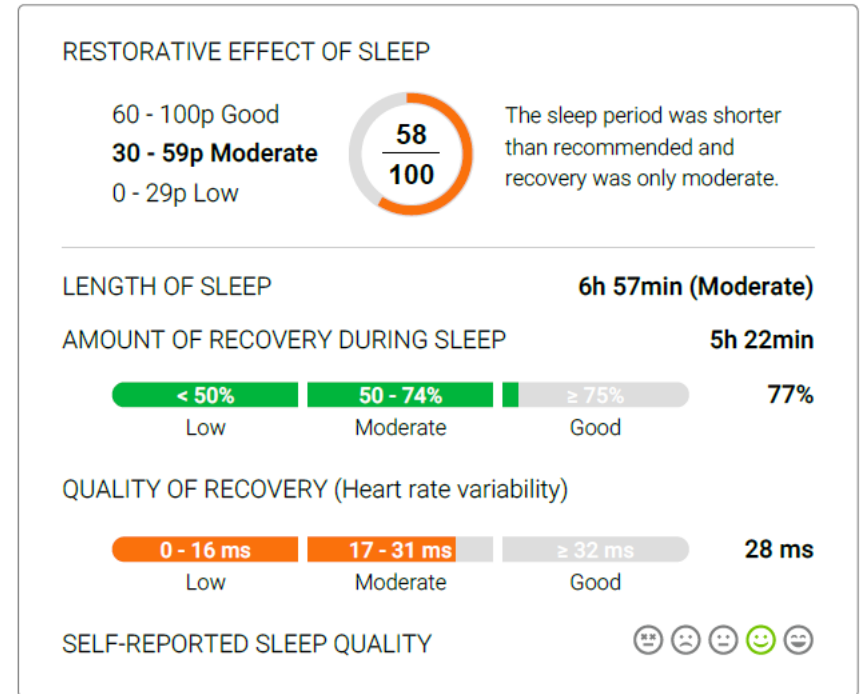 RESTORATIVE EFFECT OF SLEEP
60 - 100p Good
30 - 59p Moderate
0 - 29p Low
58
100
The sleep period was shorter
than recommended and
recovery was only moderate.
LENGTH OF SLEEP 6h 57min (Moderate)
AMOUNT OF RECOVERY DURING SLEEP 5h 22min
< 50% 50 - 74% ≥ 75% 77%
Low Moderate Good
QUALITY OF RECOVERY (Heart rate variability)
0 - 16 ms 17 - 31 ms ≥ 32 ms 28 ms
Low Moderate Good
SELF-REPORTED SLEEP QUALITY